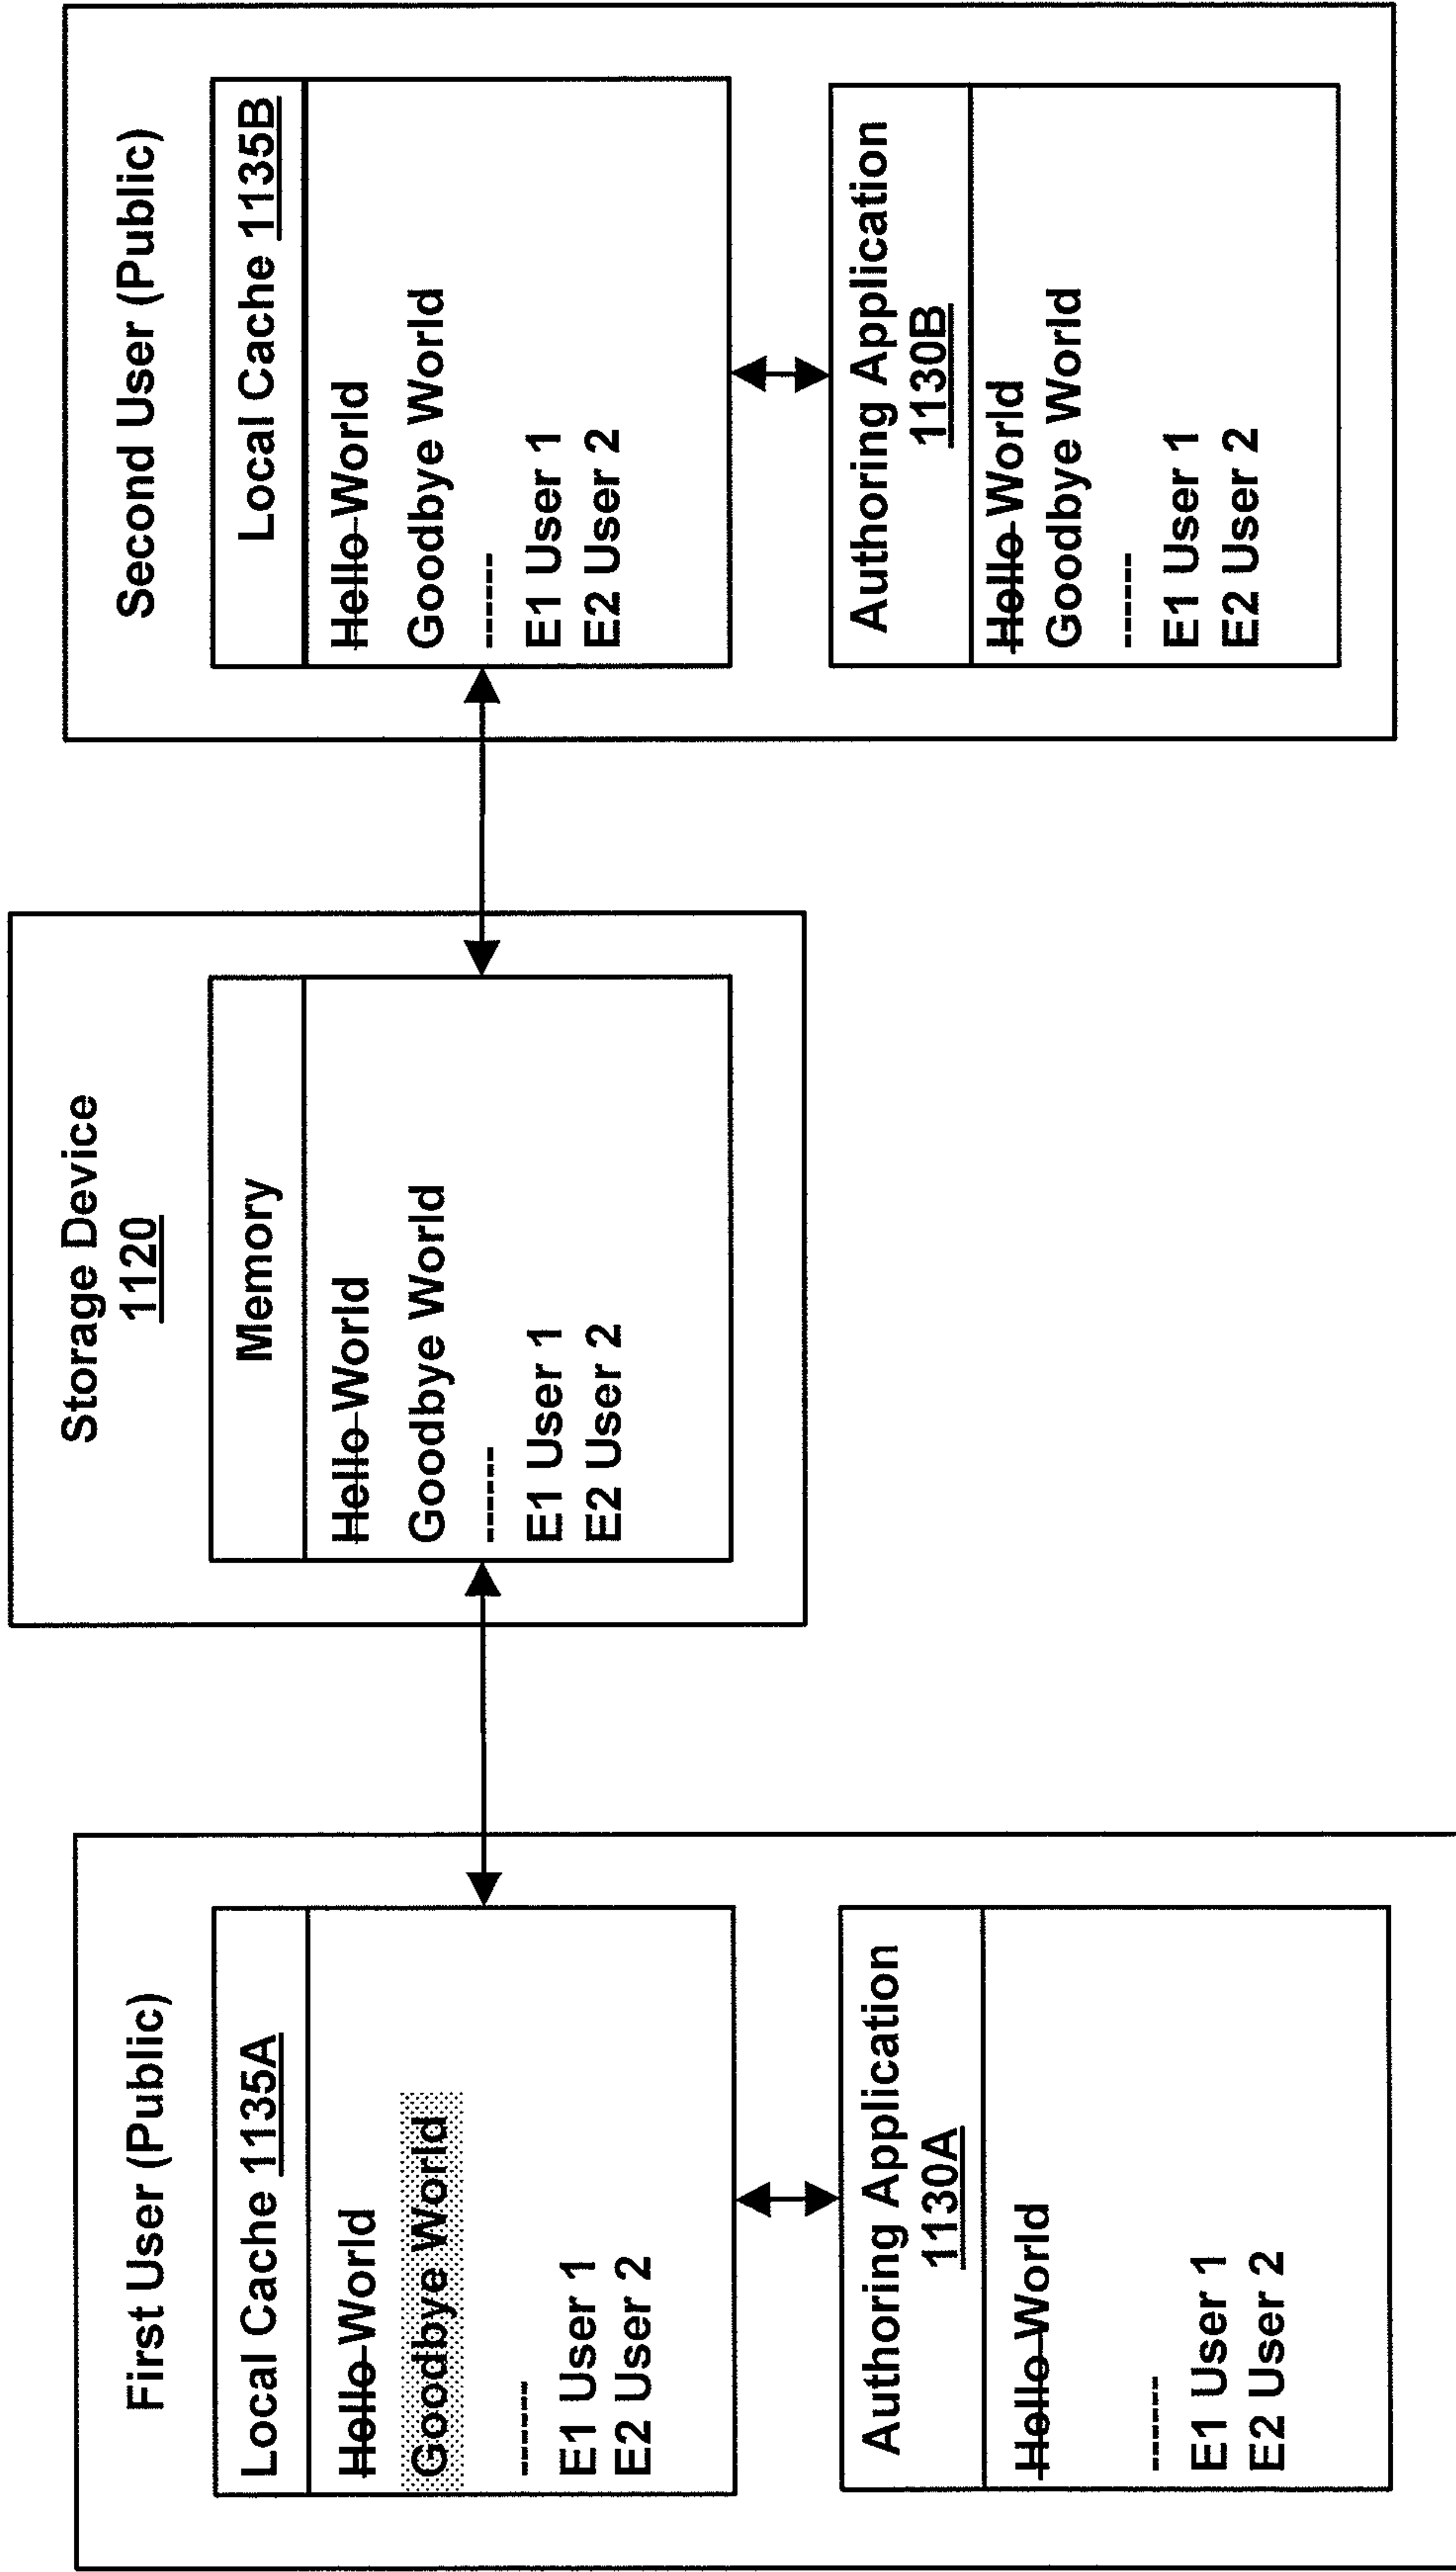 First User (Public)
Local Cache 1135A
Hello World
Goodbye World
-----
E1 User 1
E2 User 2
Authoring Application
1130A
Hello World
-----
E1 User 1
E2 User 2
Storage Device
1120
Memory
Hello World
Goodbye World
-----
E1 User 1
E2 User 2
Second User (Public)
Local Cache 1135B
Hello World
Goodbye World
-----
E1 User 1
E2 User 2
Authoring Application
1130B
Hello World
Goodbye World
-----
E1 User 1
E2 User 2